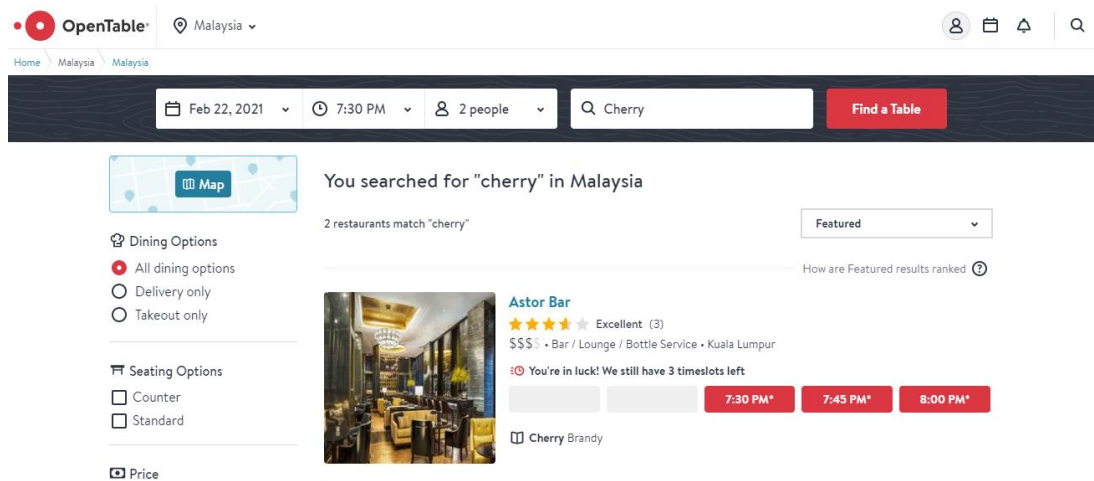 OpenTable®
Malaysia
Home Malaysia Malaysia
Feb 22, 2021 7:30 PM 2 people Cherry Find a Table
Map
You searched for "cherry" in Malaysia
2 restaurants match "cherry"
Featured
How are Featured results ranked ?
Dining Options
All dining options
Delivery only
Takeout only
Seating Options
Counter
Standard
Price
Astor Bar
Excellent (3)
$$$$ • Bar / Lounge / Bottle Service • Kuala Lumpur
You're in luck! We still have 3 timeslots left
7:30 PM* 7:45 PM* 8:00 PM*
Cherry Brandy